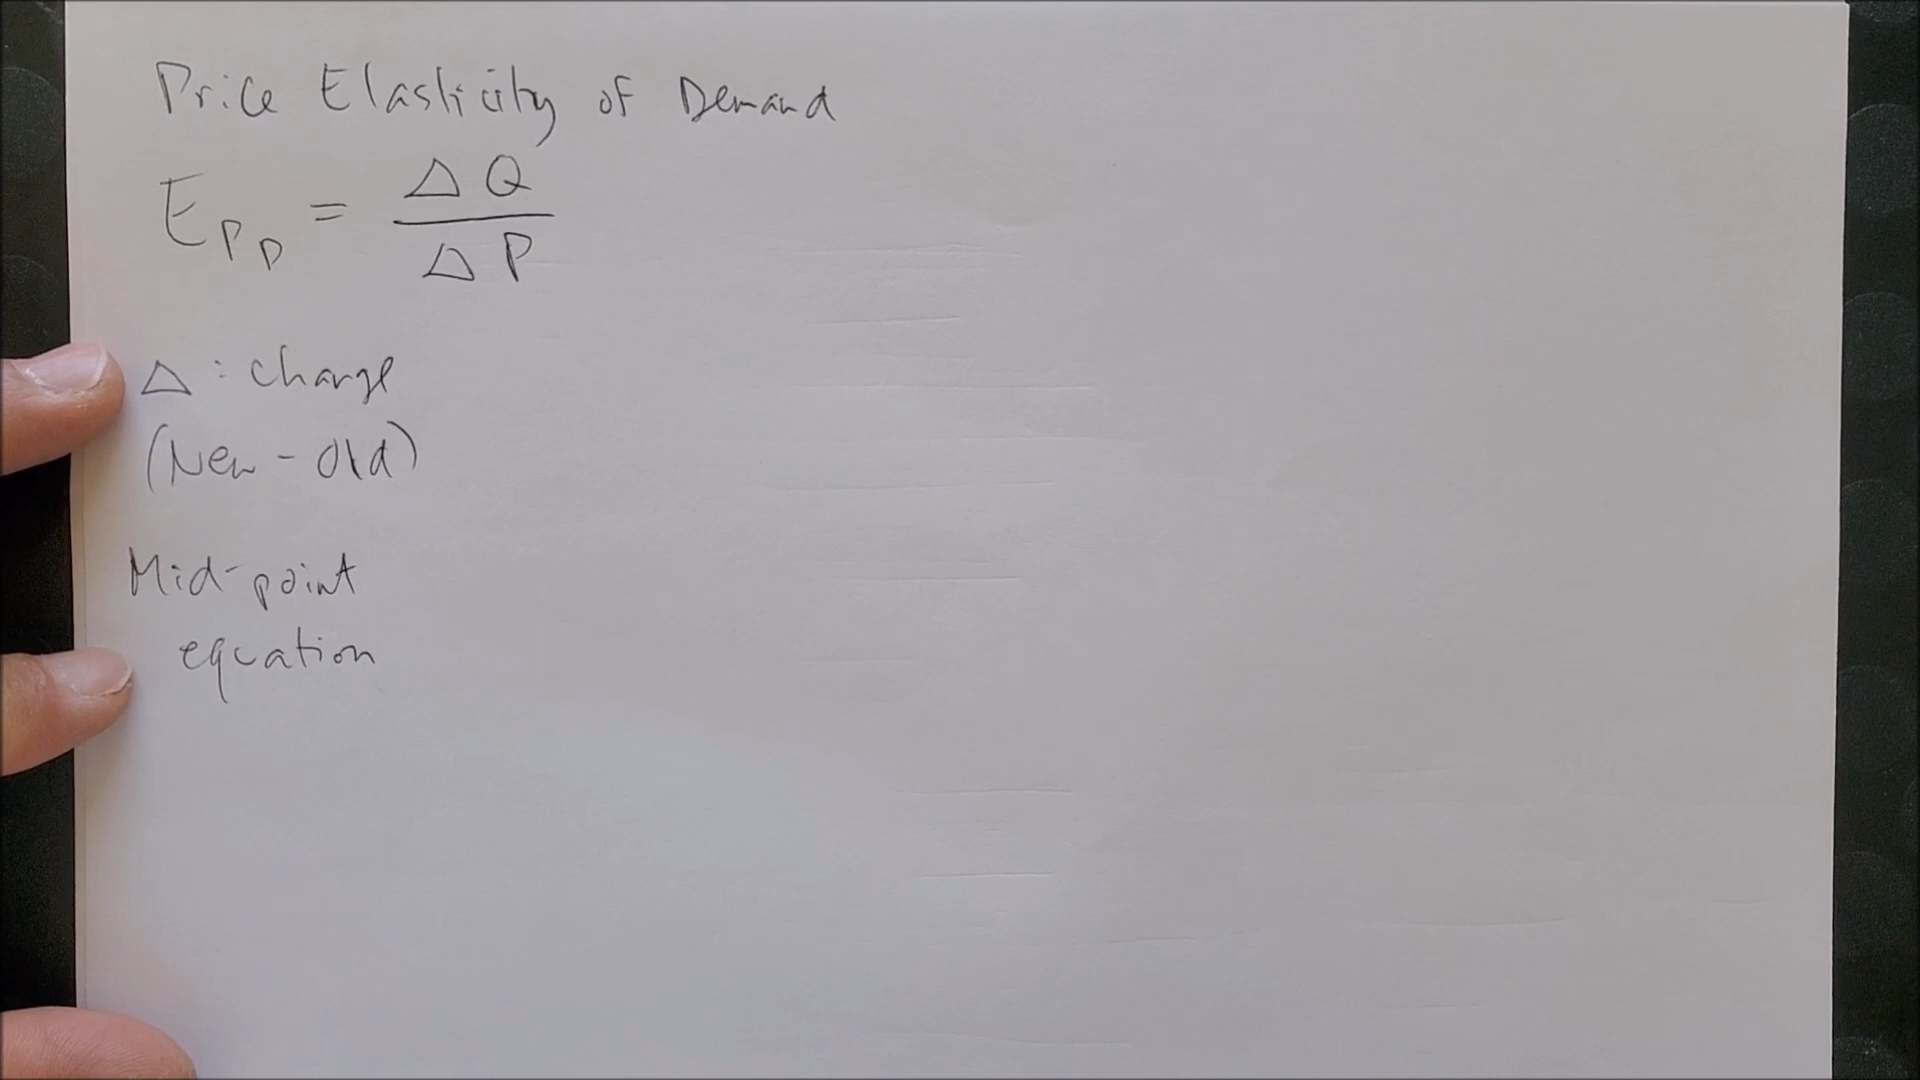 Price Elasticity of Demand
E_PD = ΔQ / ΔP
Δ : change
(New - Old)
Mid-point
equation